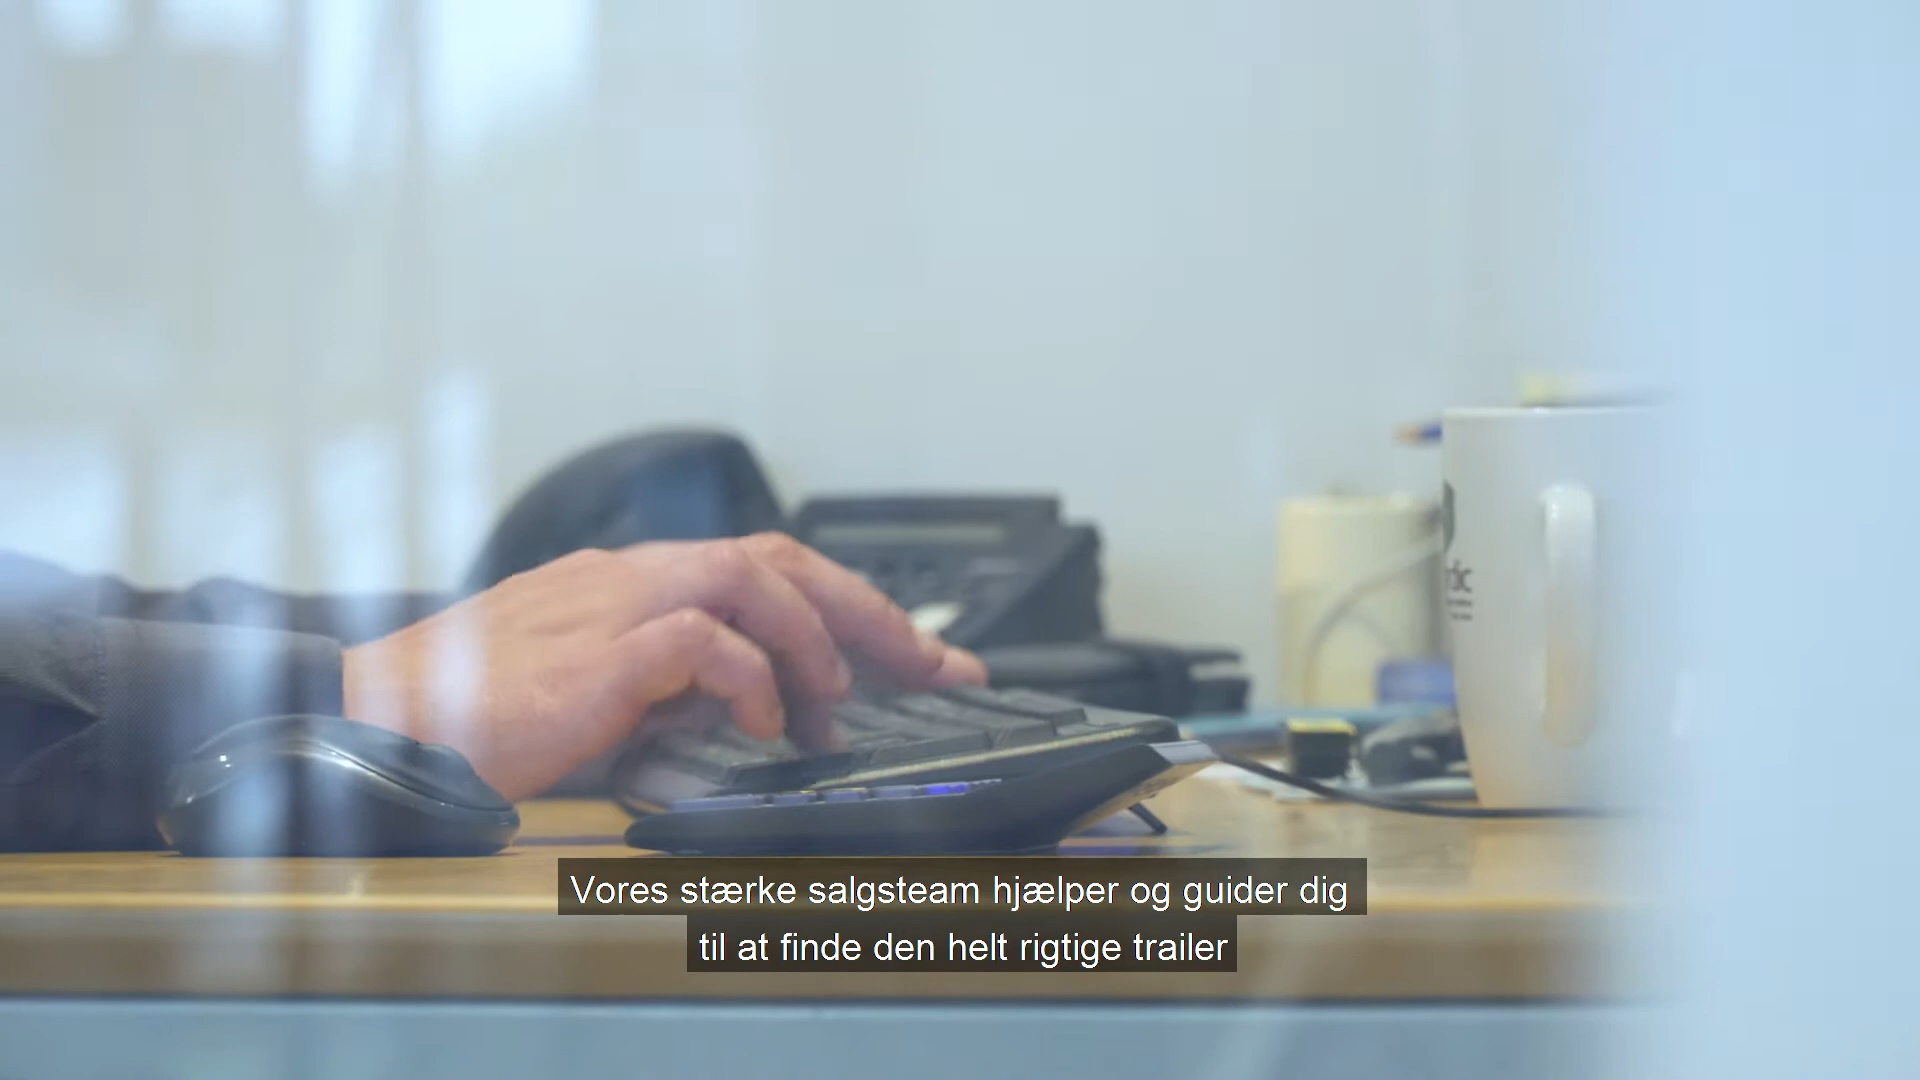 Vores stærke salgsteam hjælper og guider dig
til at finde den helt rigtige trailer